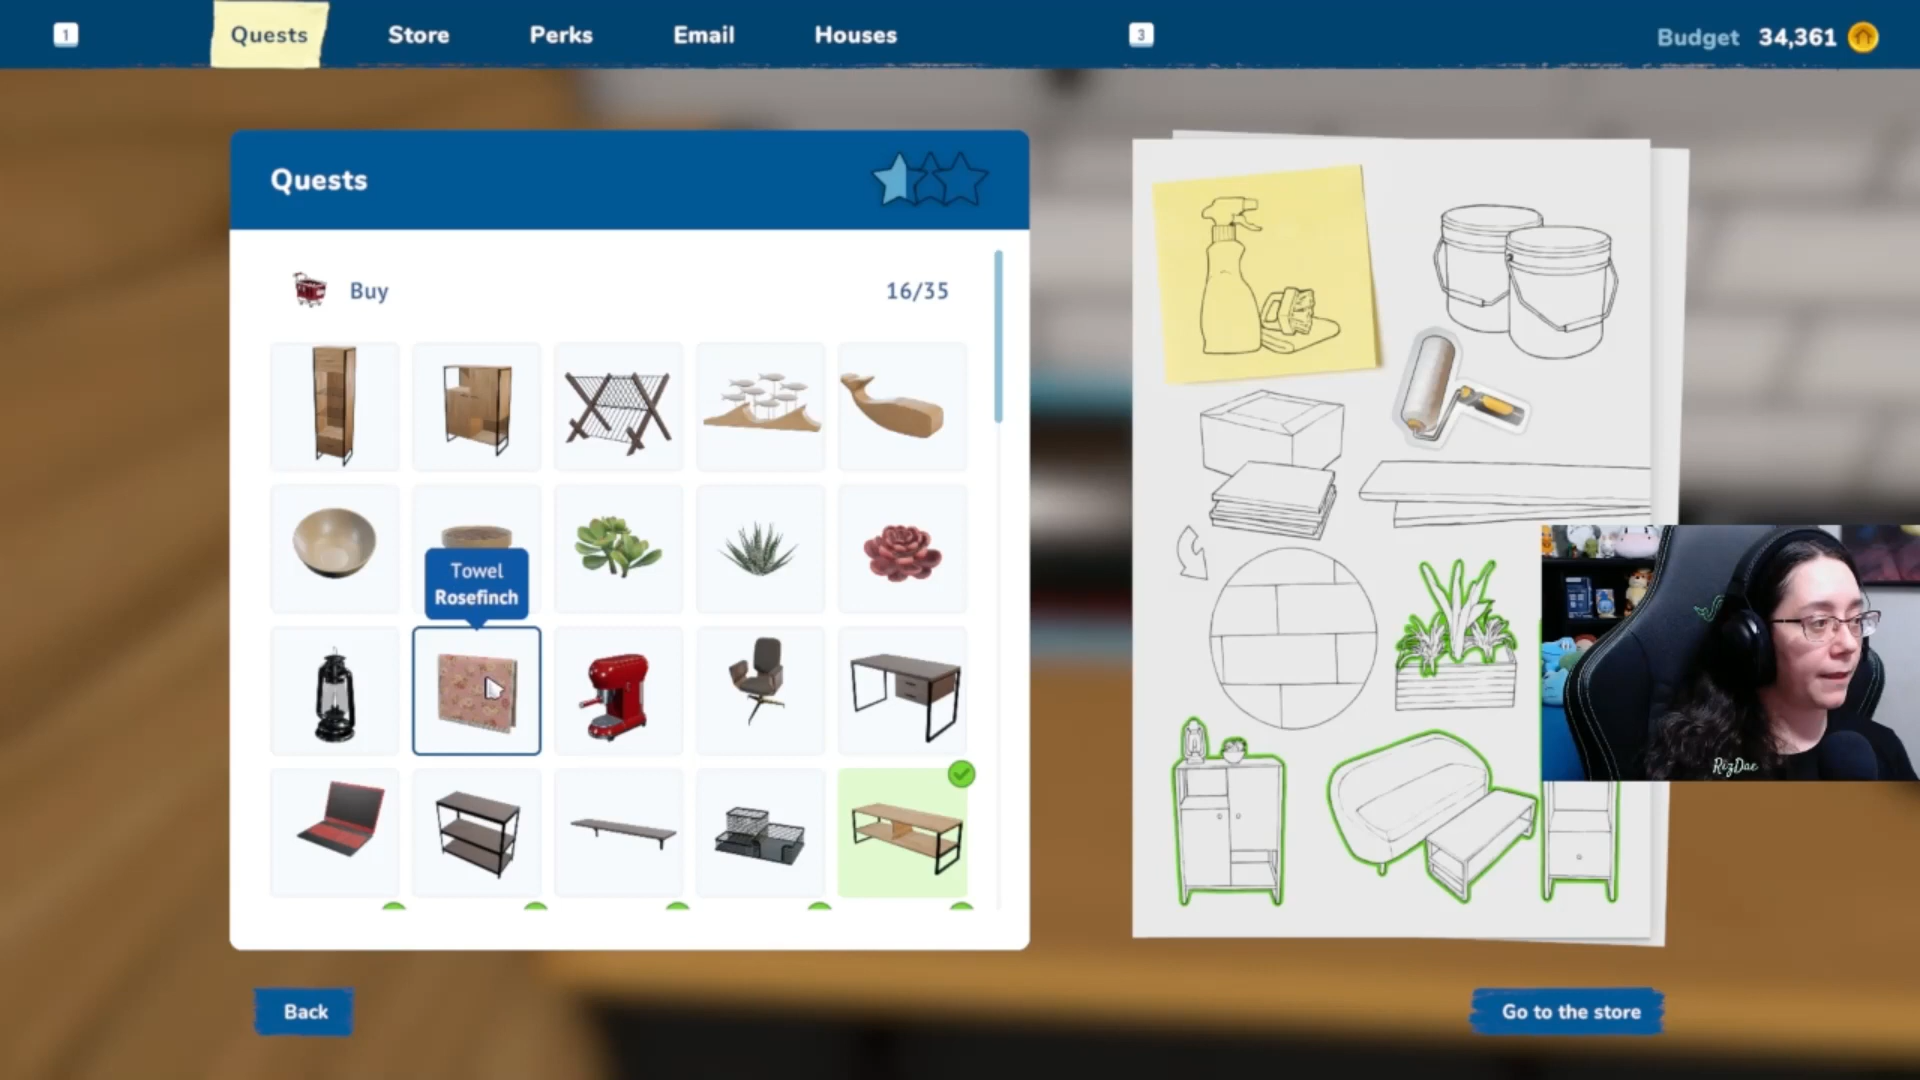 1
Quests
Store
Perks
Email
Houses
3
Budget 34,361
Quests
Buy
16/35
Towel
Rosefinch
RizDae
Back
Go to the store